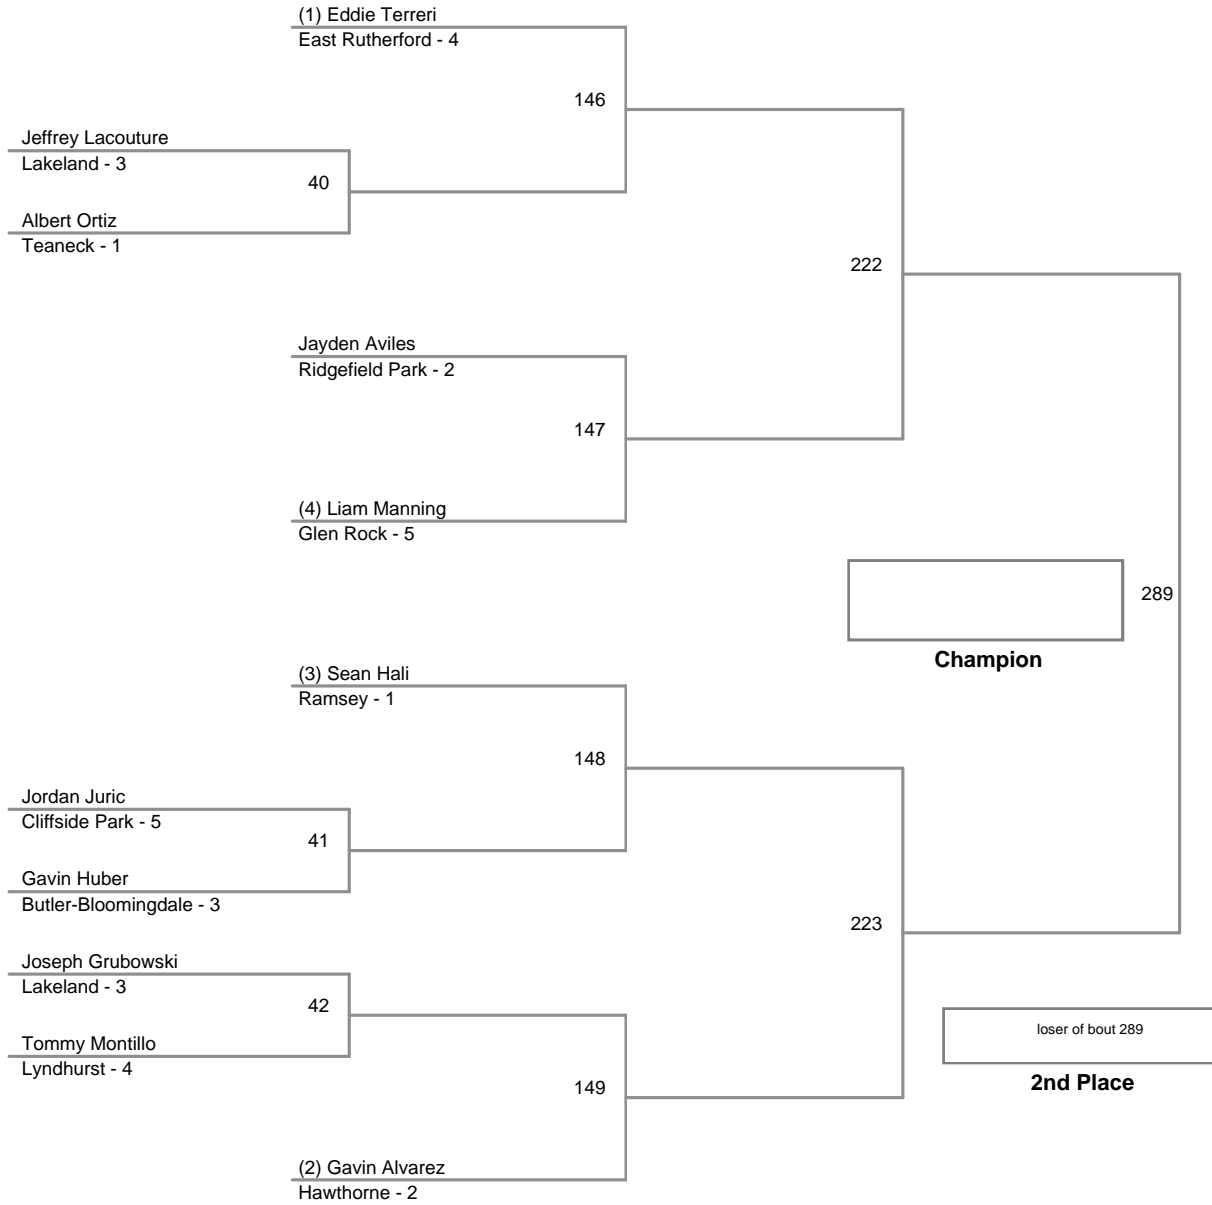 (1) Eddie Terreri
East Rutherford - 4
146
Jeffrey Lacouture
Lakeland - 3
40
Albert Ortiz
Teaneck - 1
222
Jayden Aviles
Ridgefield Park - 2
147
(4) Liam Manning
Glen Rock - 5
289
Champion
(3) Sean Hali
Ramsey - 1
148
Jordan Juric
Cliffside Park - 5
41
Gavin Huber
Butler-Bloomingdale - 3
223
Joseph Grubowski
Lakeland - 3
42
Tommy Montillo
Lyndhurst - 4
loser of bout 289
2nd Place
149
(2) Gavin Alvarez
Hawthorne - 2